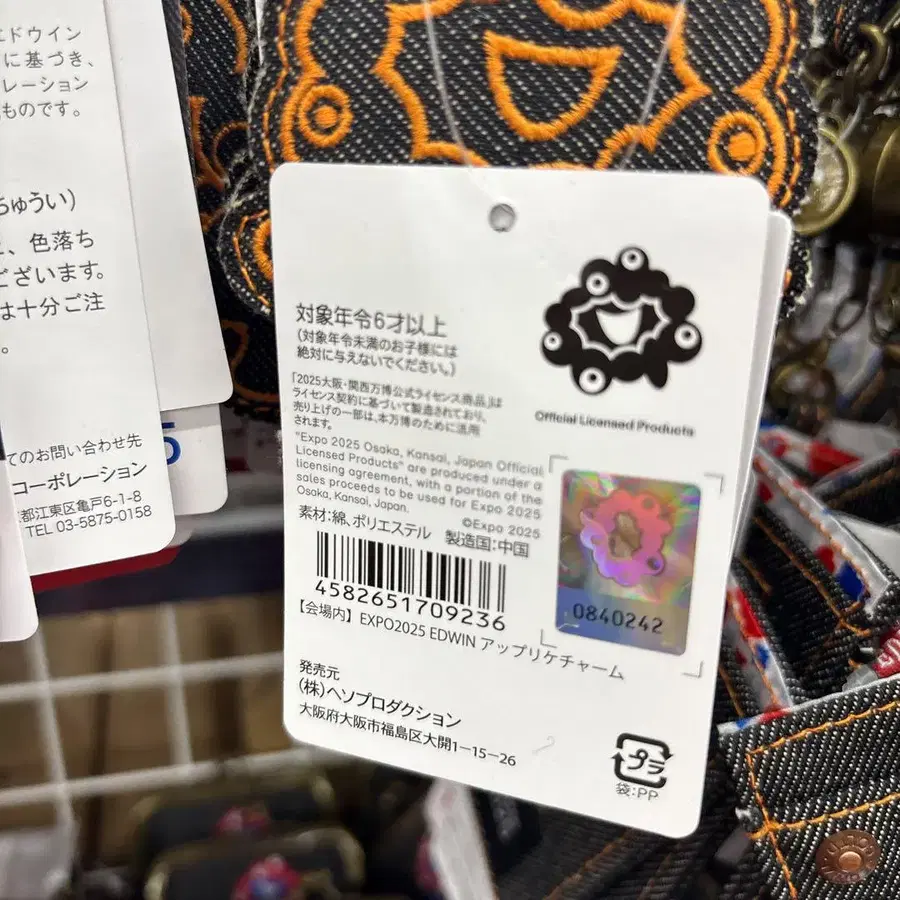 エドウイン
に基づき、
レーション
ものです。
ちゅうい)
色落ち
ございます。
は十分ご注
。
てのお問い合わせ先
コーポレーション
都江東区亀戸6-1-8
TEL 03-5875-0158
5
対象年令6才以上
(対象年令未満のお子様には
絶対に与えないでください。)
「2025大阪・関西万博公式ライセンス商品」は
ライセンス契約に基づいて製造されており、
売り上げの一部は、本万博のために活用
されます。
"Expo 2025 Osaka, Kansai, Japan Official
Licensed Products" are produced under a
licensing agreement, with a portion of the
sales proceeds to be used for Expo 2025
Osaka, Kansai, Japan.
©Expo 2025
素材:綿、ポリエステル 製造国:中国
4582651709236
【会場内】EXPO2025 EDWIN アップリケチャーム
発売元
(株)ヘソプロダクション
大阪府大阪市福島区大開1-15-26
Official Licensed Products
0840242
プラ
袋:PP